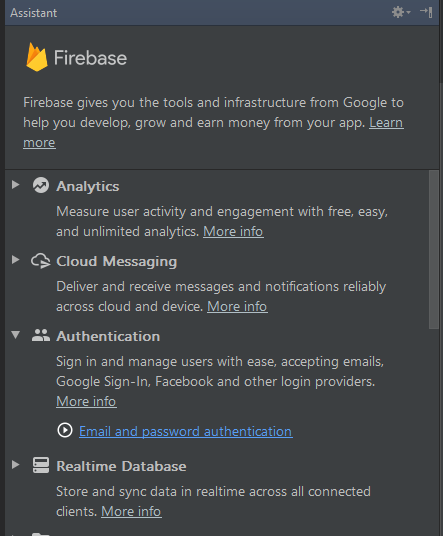 Assistant
Firebase
Firebase gives you the tools and infrastructure from Google to
help you develop, grow and earn money from your app. Learn
more
Analytics
Measure user activity and engagement with free, easy,
and unlimited analytics. More info
Cloud Messaging
Deliver and receive messages and notifications reliably
across cloud and device. More info
Authentication
Sign in and manage users with ease, accepting emails,
Google Sign-In, Facebook and other login providers.
More info
Email and password authentication
Realtime Database
Store and sync data in realtime across all connected
clients. More info